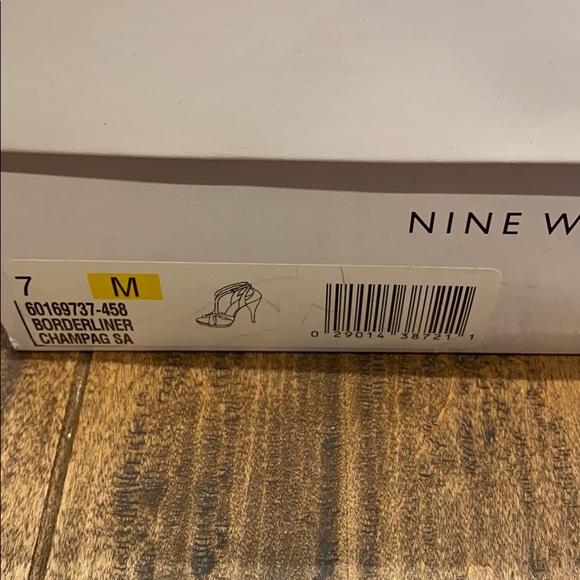 NINE W
7 M
60169737-458
BORDERLINER
CHAMPAG SA
0 29014 38721 1